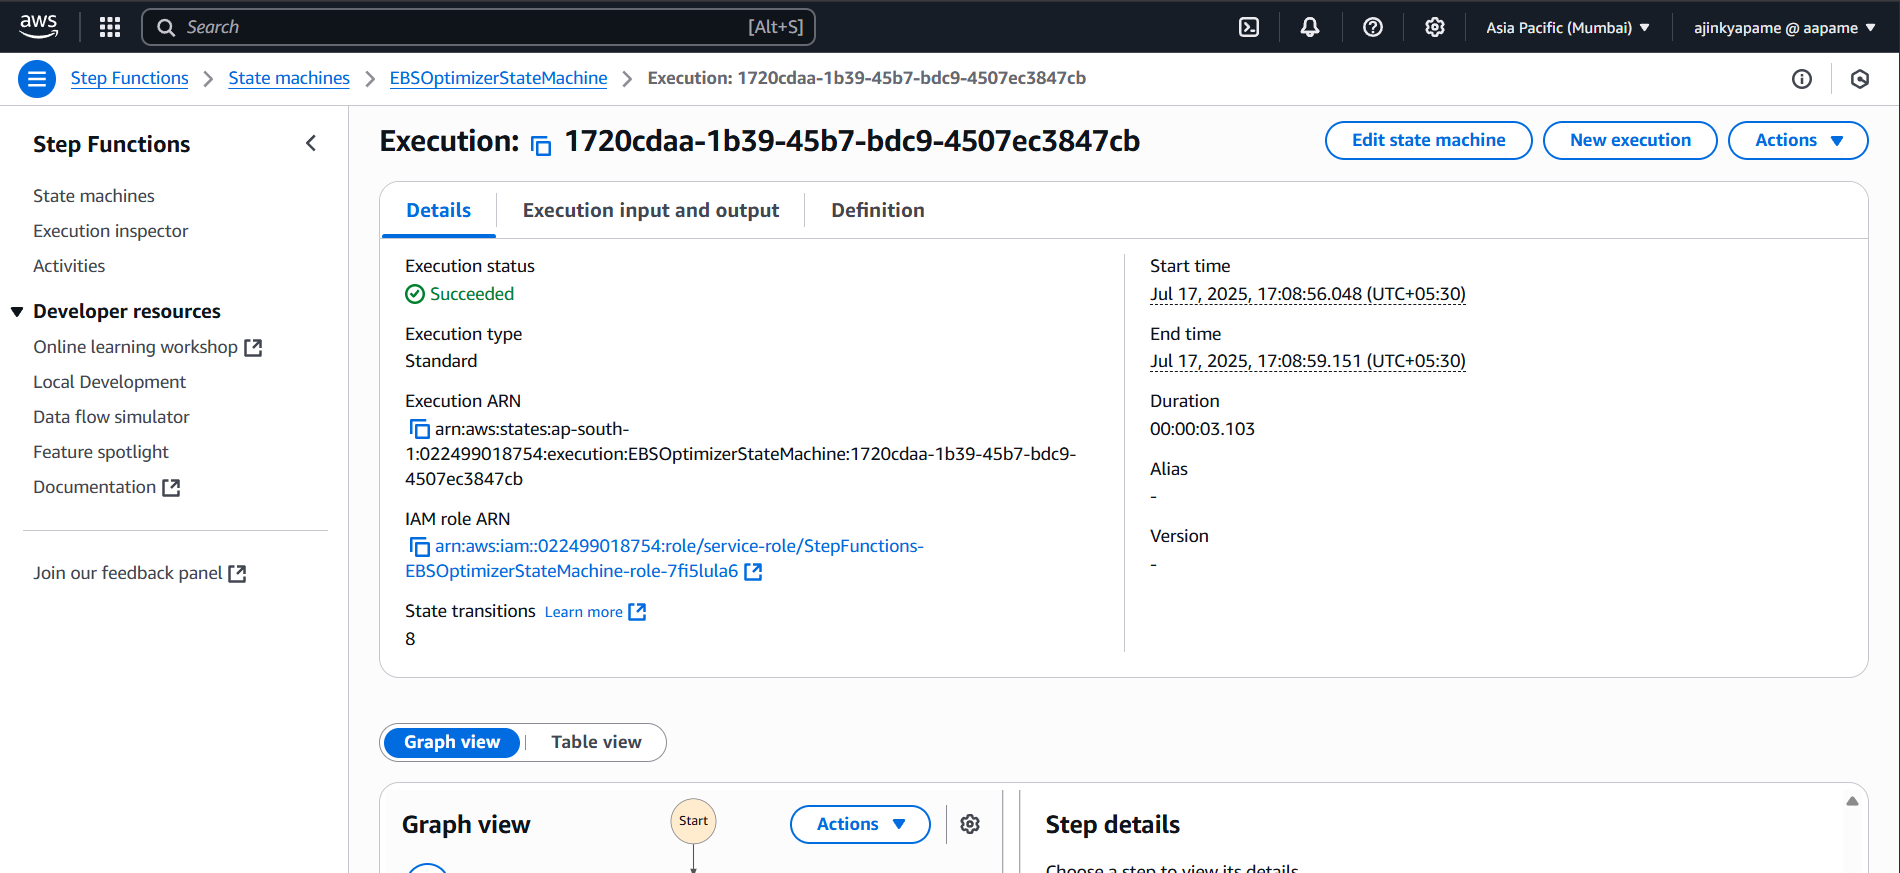 aws
Search [Alt+S]
Asia Pacific (Mumbai)
ajinkyapame @ aapame
Step Functions
State machines
EBSOptimizerStateMachine
Execution: 1720cdaa-1b39-45b7-bdc9-4507ec3847cb
Step Functions
State machines
Execution inspector
Activities
Developer resources
Online learning workshop
Local Development
Data flow simulator
Feature spotlight
Documentation
Join our feedback panel
Execution: 1720cdaa-1b39-45b7-bdc9-4507ec3847cb
Edit state machine
New execution
Actions
Details
Execution input and output
Definition
Execution status
Succeeded
Execution type
Standard
Execution ARN
arn:aws:states:ap-south-
1:022499018754:execution:EBSOptimizerStateMachine:1720cdaa-1b39-45b7-bdc9-
4507ec3847cb
IAM role ARN
arn:aws:iam::022499018754:role/service-role/StepFunctions-
EBSOptimizerStateMachine-role-7fi5lula6
State transitions Learn more
8
Start time
Jul 17, 2025, 17:08:56.048 (UTC+05:30)
End time
Jul 17, 2025, 17:08:59.151 (UTC+05:30)
Duration
00:00:03.103
Alias
-
Version
-
Graph view
Table view
Graph view
Start
Actions
Step details
Choose a step to view its details